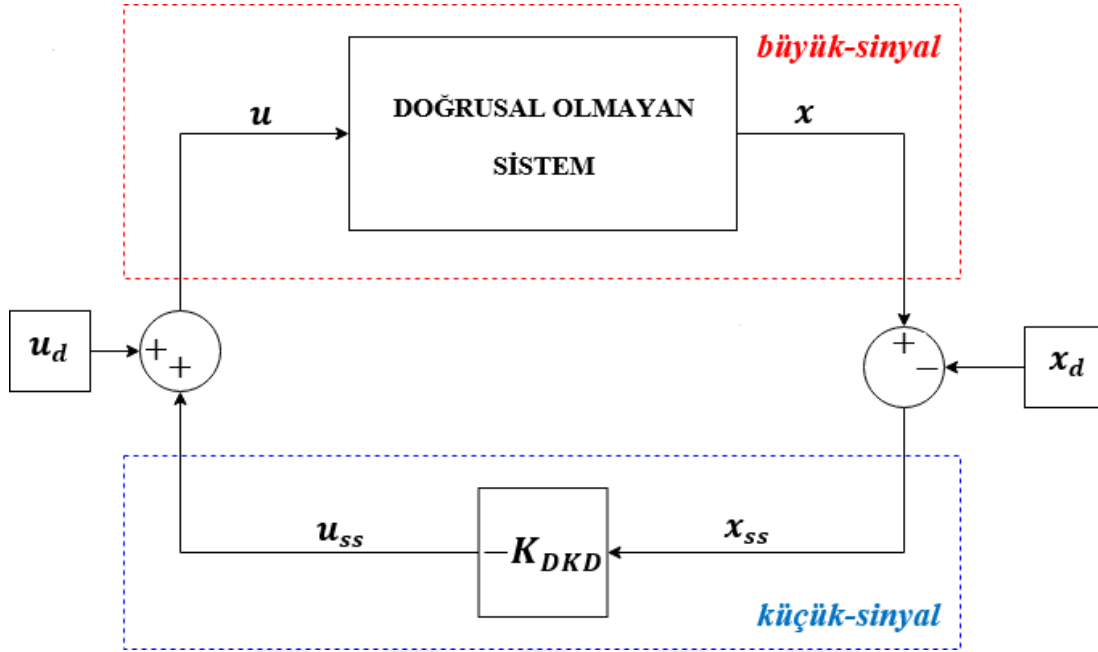 büyük-sinyal
u
DOĞRUSAL OLMAYAN
SİSTEM
x
u_d
+
+
+
−
x_d
u_ss
−K_DKD
x_ss
küçük-sinyal